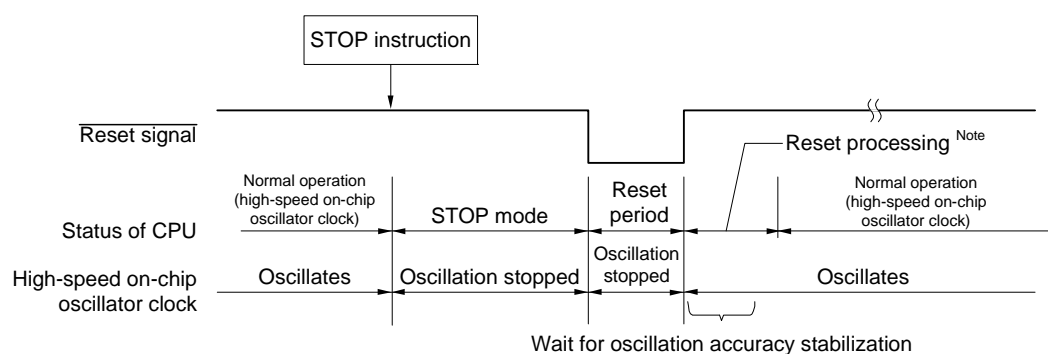 STOP instruction
Reset signal
Reset processing Note
Normal operation
(high-speed on-chip
oscillator clock)
STOP mode
Reset
period
Normal operation
(high-speed on-chip
oscillator clock)
Status of CPU
High-speed on-chip
oscillator clock
Oscillates
Oscillation stopped
Oscillation
stopped
Oscillates
Wait for oscillation accuracy stabilization